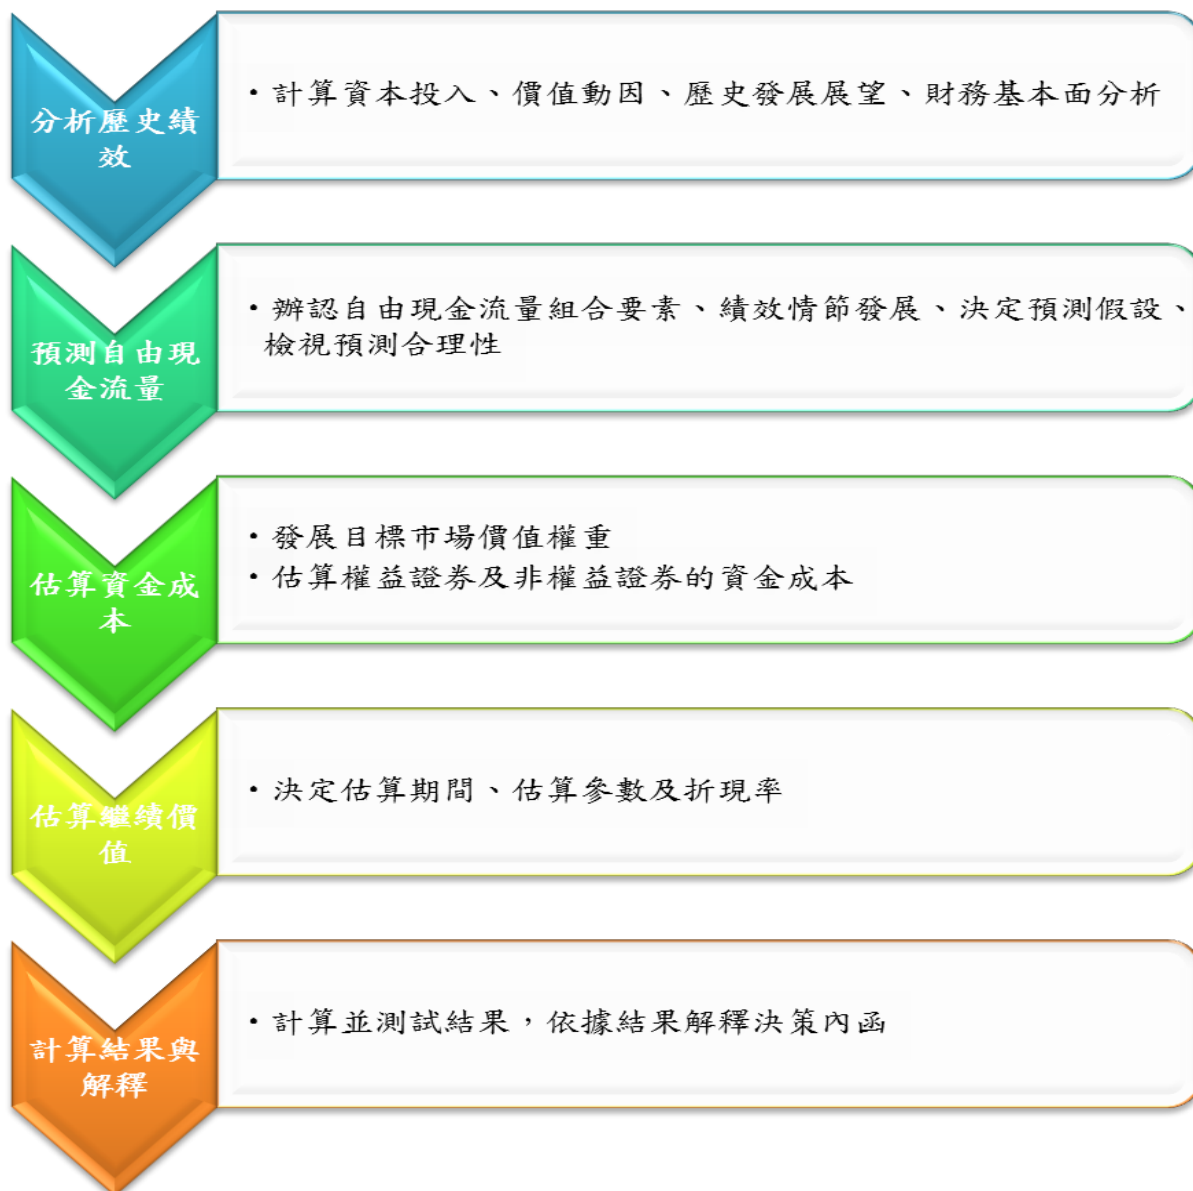 分析歷史績
效
・計算資本投入、價值動因、歷史發展展望、財務基本面分析
預測自由現
金流量
・辦認自由現金流量組合要素、績效情節發展、決定預測假設、
檢視預測合理性
估算資金成
本
・發展目標市場價值權重
・估算權益證券及非權益證券的資金成本
估算繼續價
值
・決定估算期間、估算參數及折現率
計算結果與
解釋
・計算並測試結果，依據結果解釋決策內函